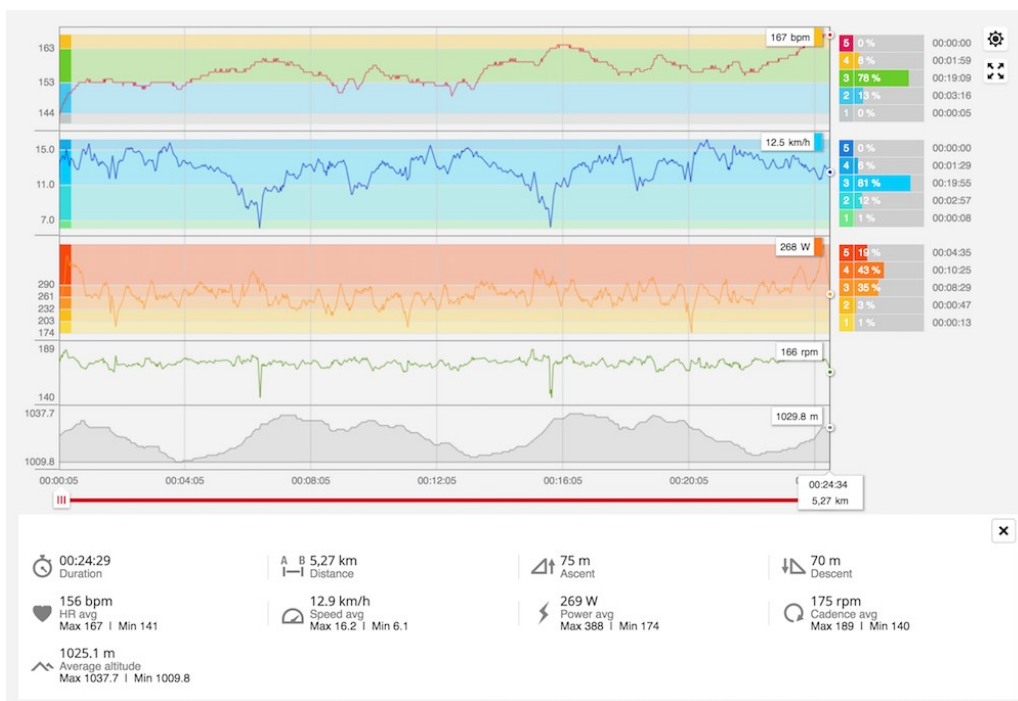 163
153
144
167 bpm
5 0 % 00:00:00
4 8 % 00:01:59
3 78 % 00:19:09
2 13 % 00:03:16
1 0 % 00:00:05
15.0
11.0
7.0
12.5 km/h
5 0 % 00:00:00
4 6 % 00:01:29
3 81 % 00:19:55
2 12 % 00:02:57
1 1 % 00:00:08
290
261
232
203
174
268 W
5 19 % 00:04:35
4 43 % 00:10:25
3 35 % 00:08:29
2 3 % 00:00:47
1 1 % 00:00:13
189
140
166 rpm
1037.7
1009.8
1029.8 m
00:00:05 00:04:05 00:08:05 00:12:05 00:16:05 00:20:05
00:24:34
5,27 km
00:24:29
Duration
A B 5,27 km
Distance
75 m
Ascent
70 m
Descent
156 bpm
HR avg
Max 167 | Min 141
12.9 km/h
Speed avg
Max 16.2 | Min 6.1
269 W
Power avg
Max 388 | Min 174
175 rpm
Cadence avg
Max 189 | Min 140
1025.1 m
Average altitude
Max 1037.7 | Min 1009.8